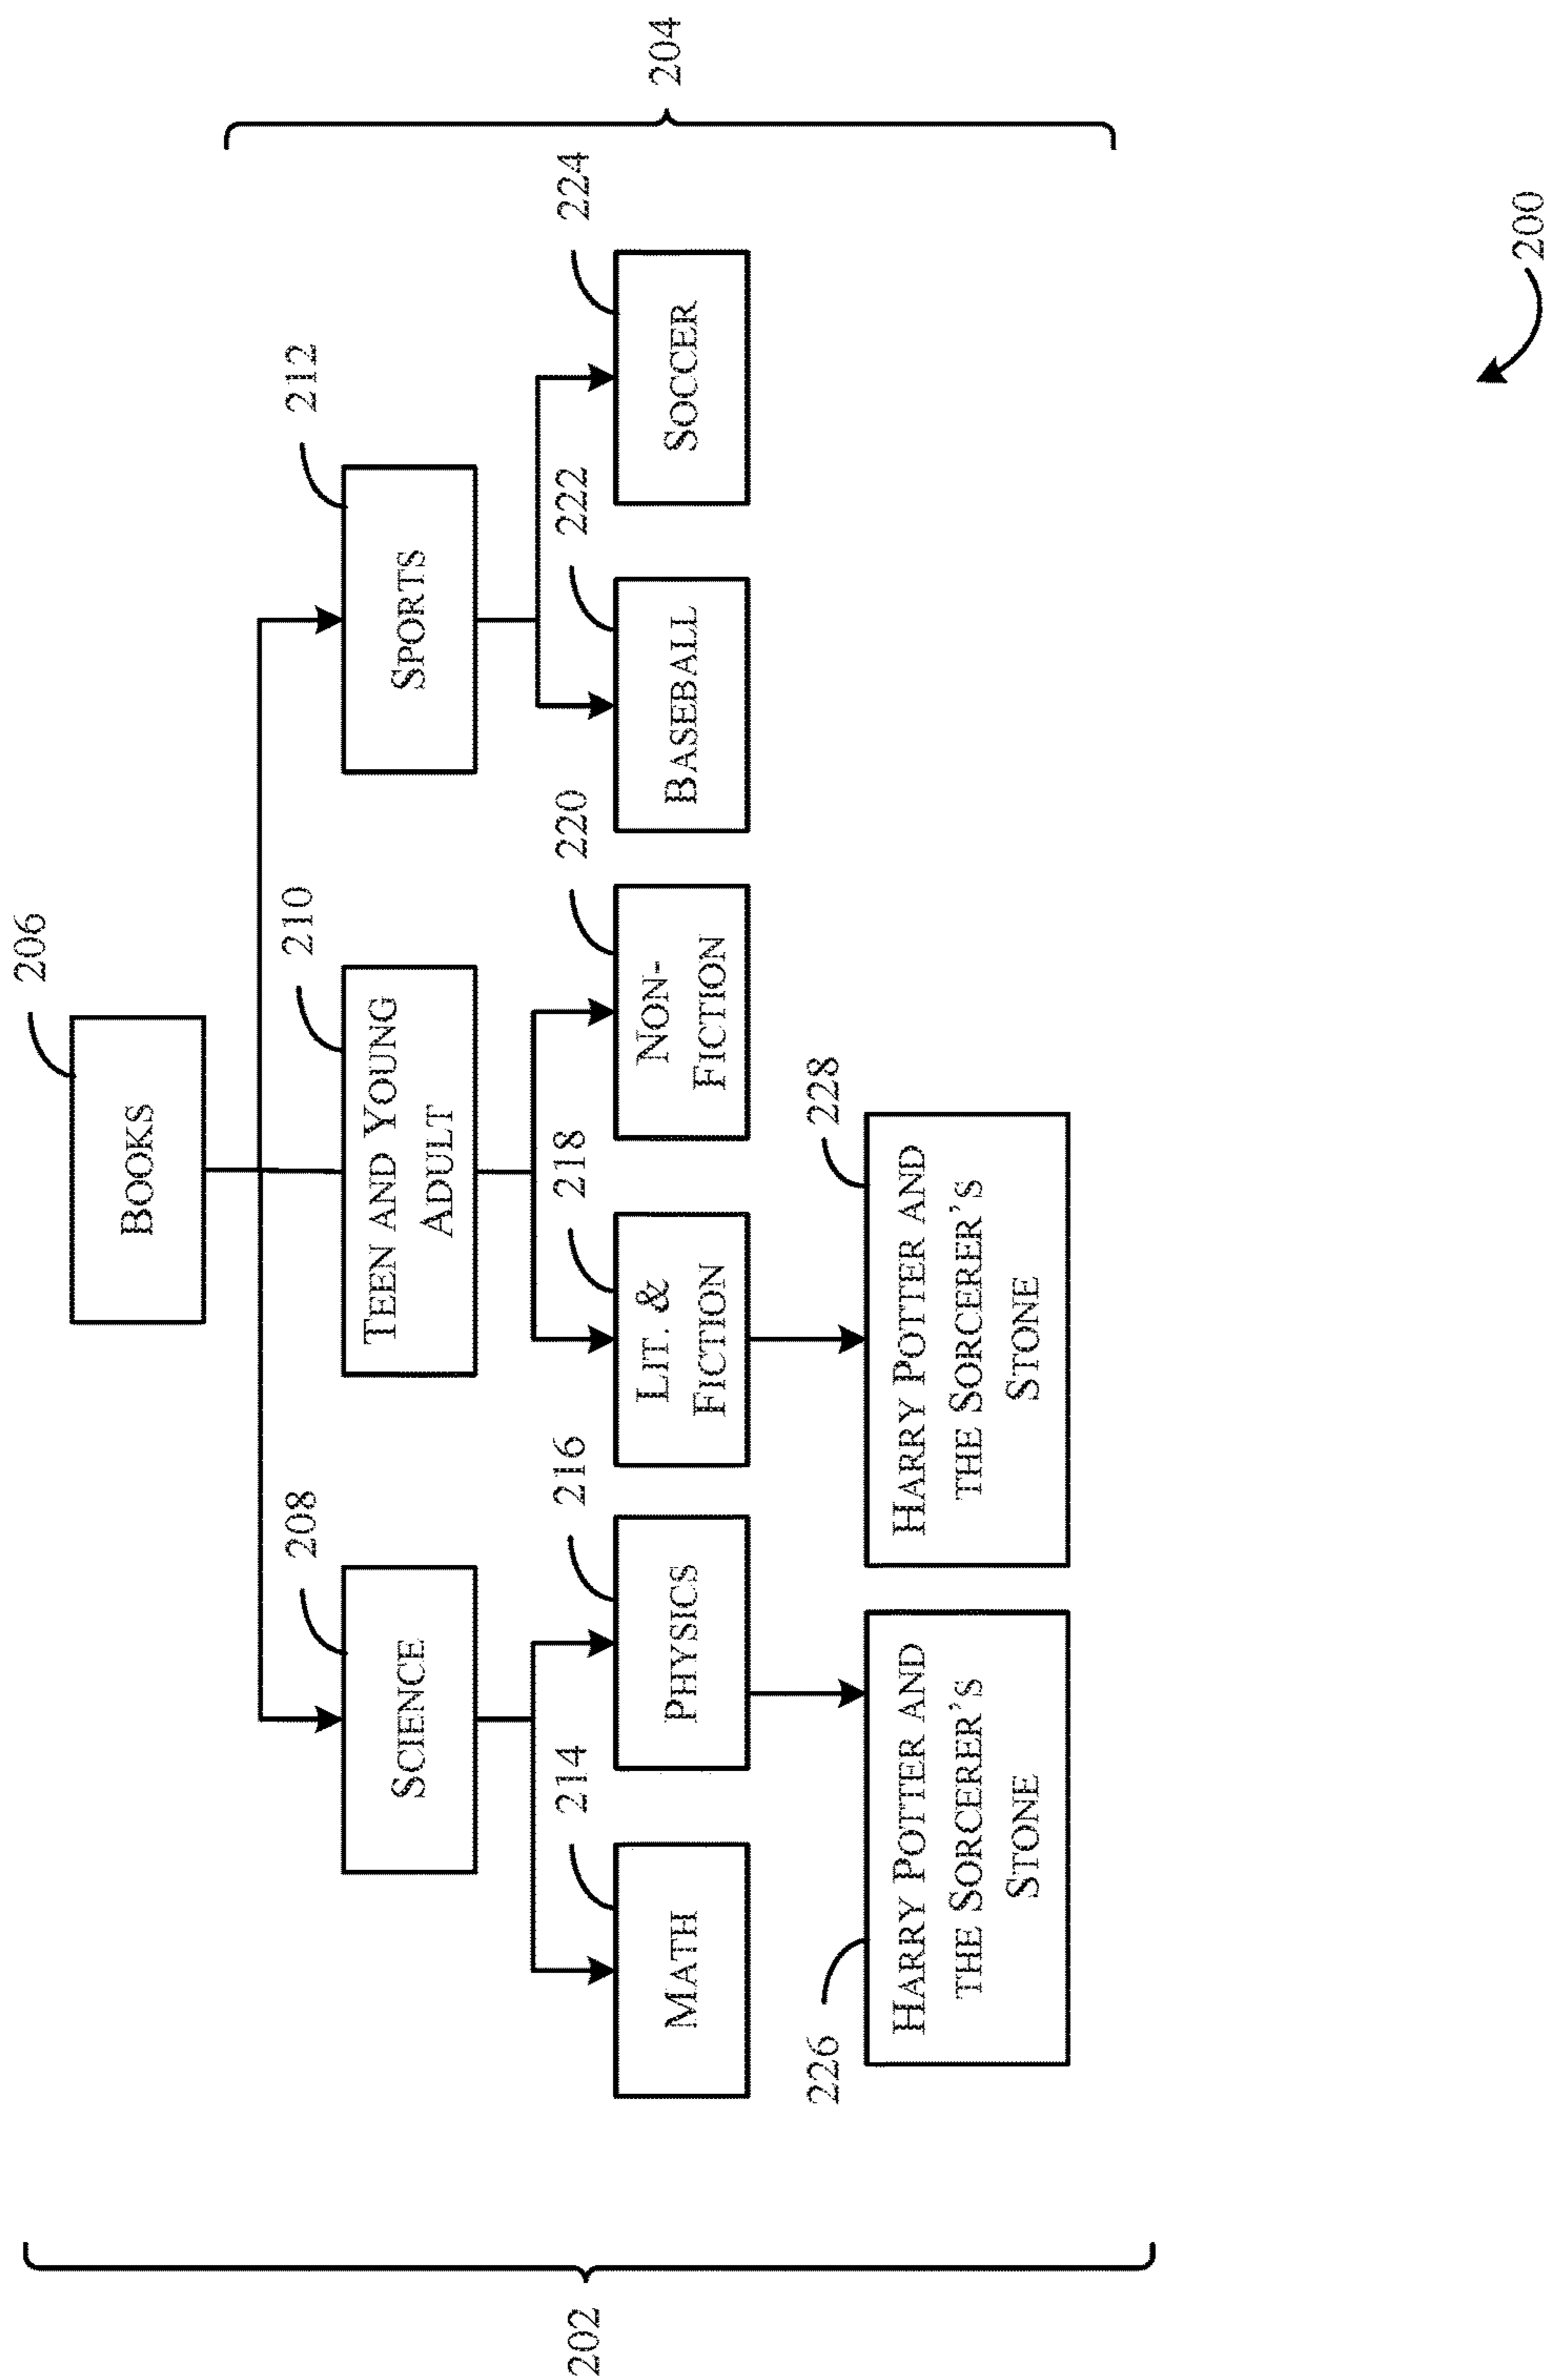 206
BOOKS
204
208
210
212
SCIENCE
TEEN AND YOUNG
ADULT
SPORTS
214
216
218
220
222
224
MATH
PHYSICS
LIT. &
FICTION
NON-
FICTION
BASEBALL
SOCCER
202
226
228
HARRY POTTER AND
THE SORCERER'S
STONE
HARRY POTTER AND
THE SORCERER'S
STONE
200